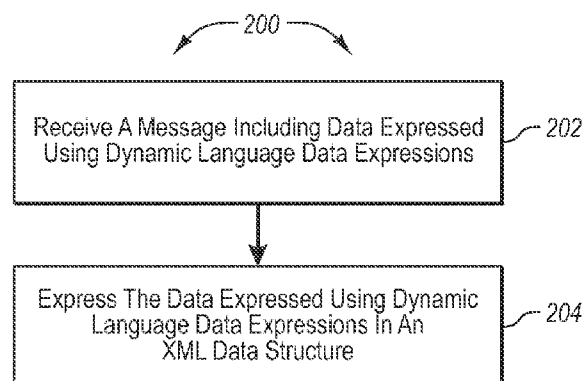 200
Receive A Message Including Data Expressed
Using Dynamic Language Data Expressions
202
Express The Data Expressed Using Dynamic
Language Data Expressions In An
XML Data Structure
204